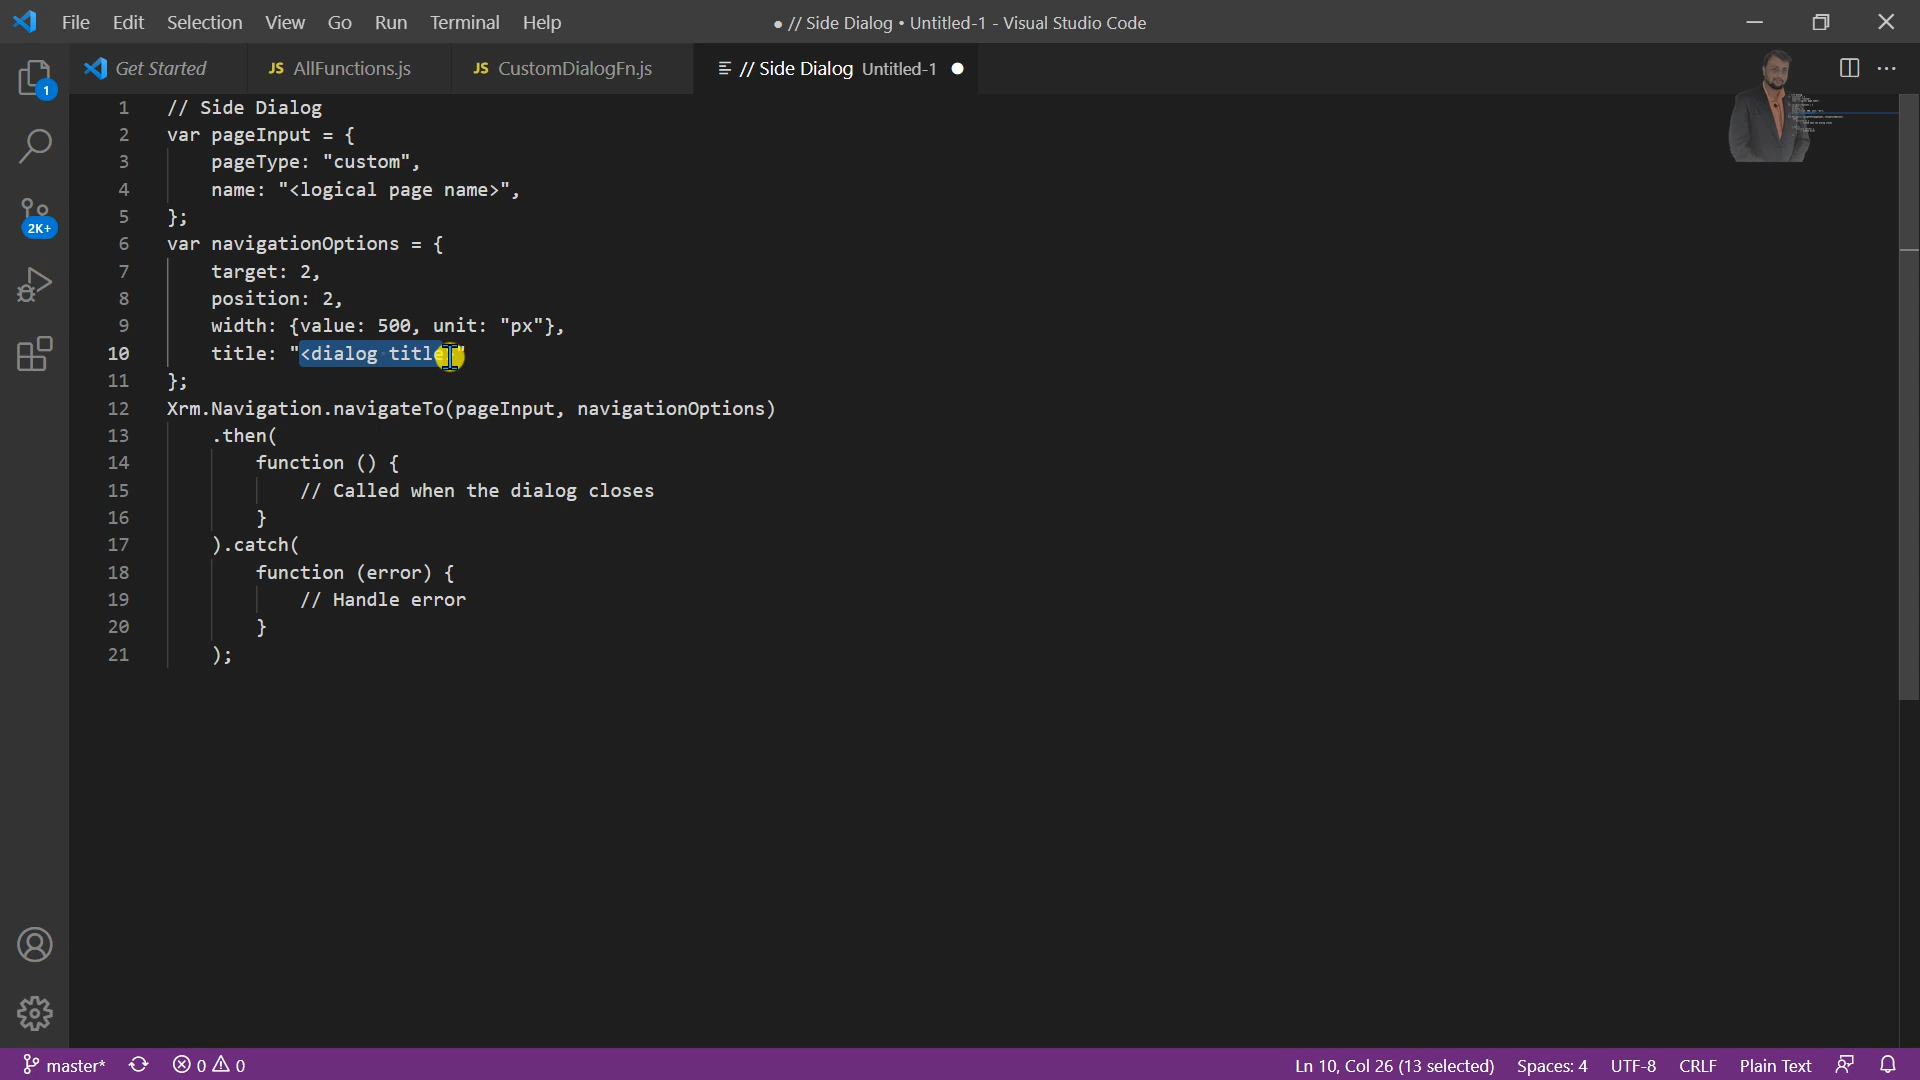 File Edit Selection View Go Run Terminal Help
● // Side Dialog • Untitled-1 - Visual Studio Code
Get Started
JS AllFunctions.js
JS CustomDialogFn.js
// Side Dialog Untitled-1
1 // Side Dialog
2 var pageInput = {
3 pageType: "custom",
4 name: "<logical page name>",
5 };
6 var navigationOptions = {
7 target: 2,
8 position: 2,
9 width: {value: 500, unit: "px"},
10 title: "<dialog title>"
11 };
12 Xrm.Navigation.navigateTo(pageInput, navigationOptions)
13 .then(
14 function () {
15 // Called when the dialog closes
16 }
17 ).catch(
18 function (error) {
19 // Handle error
20 }
21 );
1
2K+
master* 0 0
Ln 10, Col 26 (13 selected) Spaces: 4 UTF-8 CRLF Plain Text